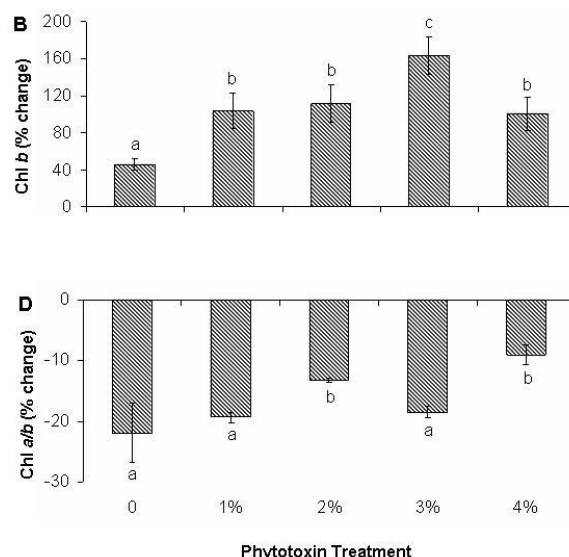 B
Chl b (% change)
200
160
120
80
40
0
a
b
b
c
b
D
Chl a/b (% change)
0
-10
-20
-30
a
a
b
a
b
0 1% 2% 3% 4%
Phytotoxin Treatment